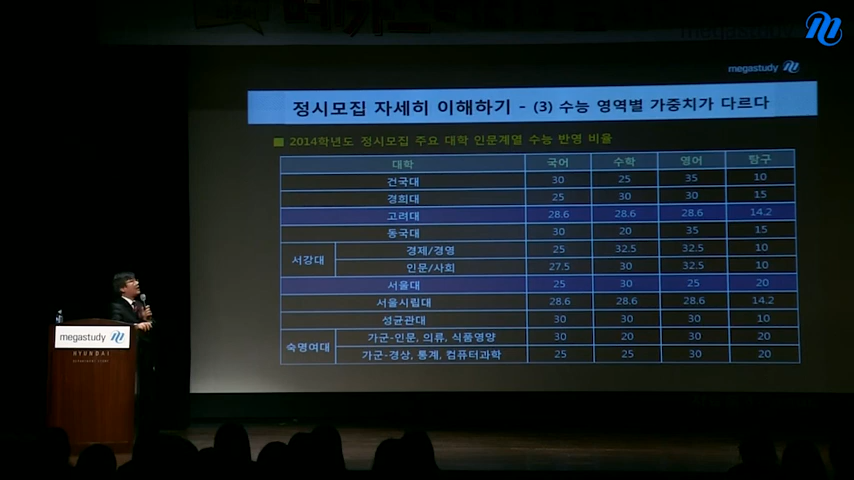 megastudy
megastudy
정시모집 자세히 이해하기 - (3) 수능 영역별 가중치가 다르다
■ 2014학년도 정시모집 주요 대학 인문계열 수능 반영 비율
대학 국어 수학 영어 탐구
건국대 30 25 35 10
경희대 25 30 30 15
고려대 28.6 28.6 28.6 14.2
동국대 30 20 35 15
서강대 경제/경영 25 32.5 32.5 10
인문/사회 27.5 30 32.5 10
서울대 25 30 25 20
서울시립대 28.6 28.6 28.6 14.2
성균관대 30 30 30 10
숙명여대 가군-인문, 의류, 식품영양 30 20 30 20
가군-경상, 통계, 컴퓨터과학 25 25 30 20
megastudy
HYUNDAI